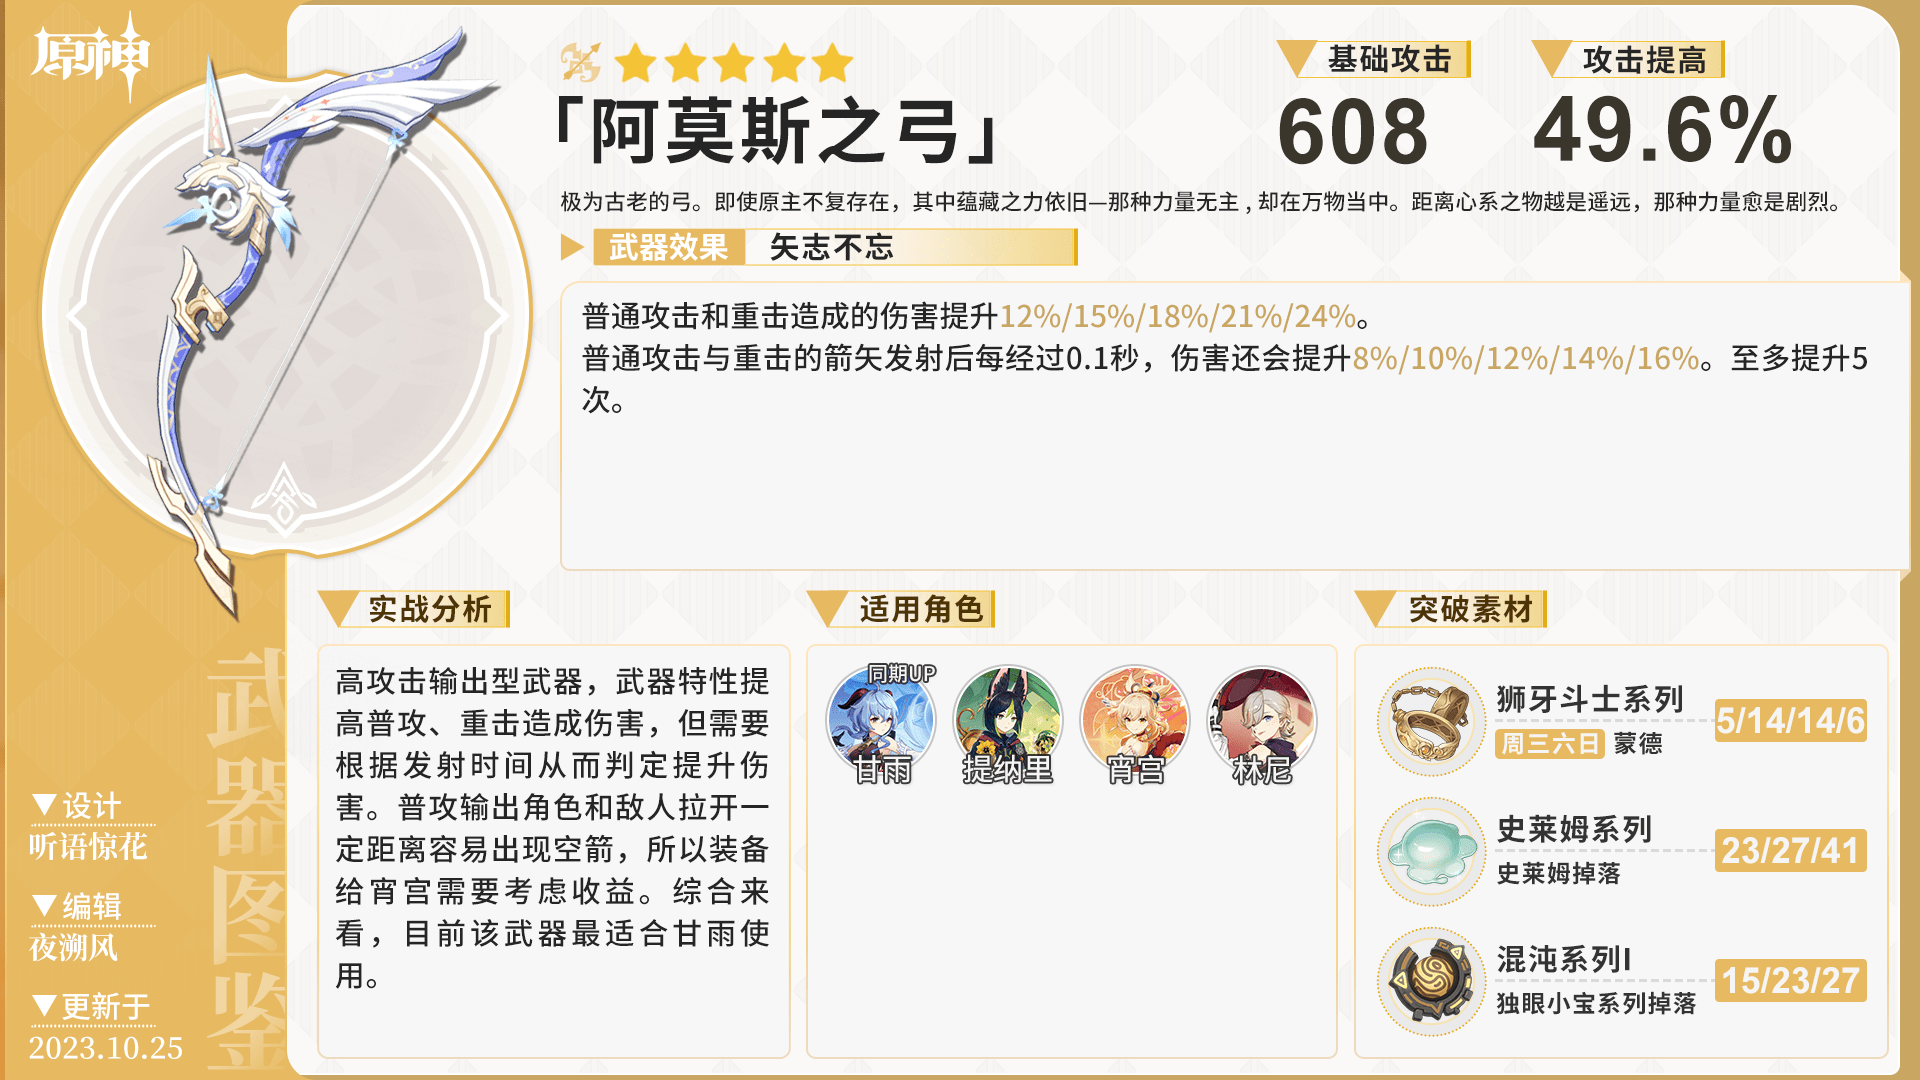 原神
「阿莫斯之弓」
基础攻击
608
攻击提高
49.6%
极为古老的弓。即使原主不复存在，其中蕴藏之力依旧—那种力量无主 , 却在万物当中。距离心系之物越是遥远，那种力量愈是剧烈。
武器效果
矢志不忘
普通攻击和重击造成的伤害提升12%/15%/18%/21%/24%。
普通攻击与重击的箭矢发射后每经过0.1秒，伤害还会提升8%/10%/12%/14%/16%。至多提升5
次。
实战分析
高攻击输出型武器，武器特性提
高普攻、重击造成伤害，但需要
根据发射时间从而判定提升伤
害。普攻输出角色和敌人拉开一
定距离容易出现空箭，所以装备
给宵宫需要考虑收益。综合来
看，目前该武器最适合甘雨使
用。
适用角色
同期UP
甘雨
提纳里
宵宫
林尼
突破素材
狮牙斗士系列
周三六日 蒙德
5/14/14/6
史莱姆系列
史莱姆掉落
23/27/41
混沌系列I
独眼小宝系列掉落
15/23/27
武器图鉴
▼设计
听语惊花
▼编辑
夜溯风
▼更新于
2023.10.25